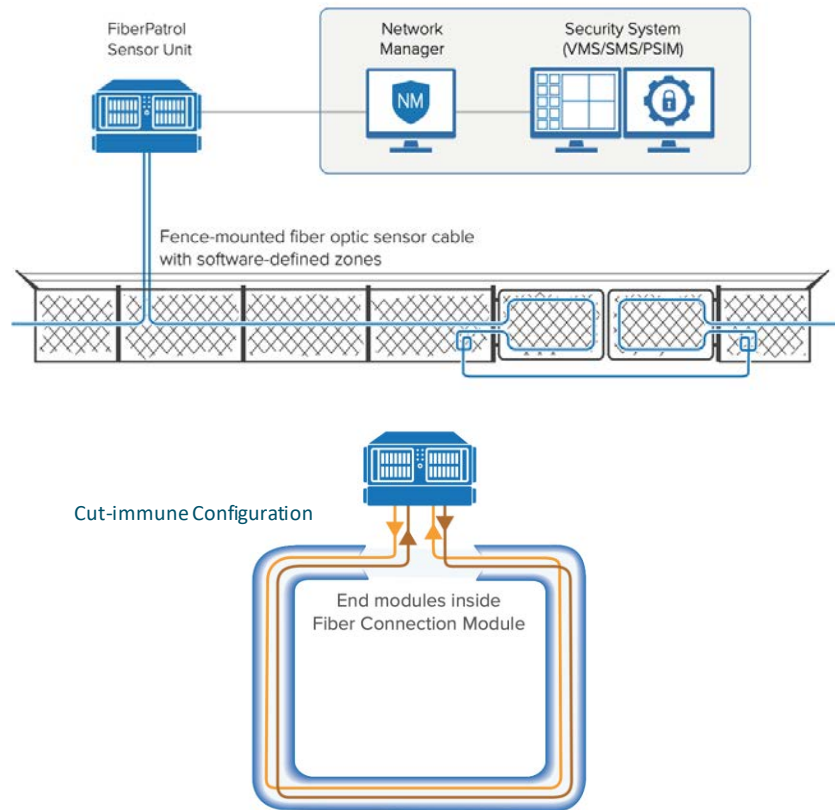 FiberPatrol
Sensor Unit
Network
Manager
Security System
(VMS/SMS/PSIM)
NM
Fence-mounted fiber optic sensor cable
with software-defined zones
Cut-immune Configuration
End modules inside
Fiber Connection Module